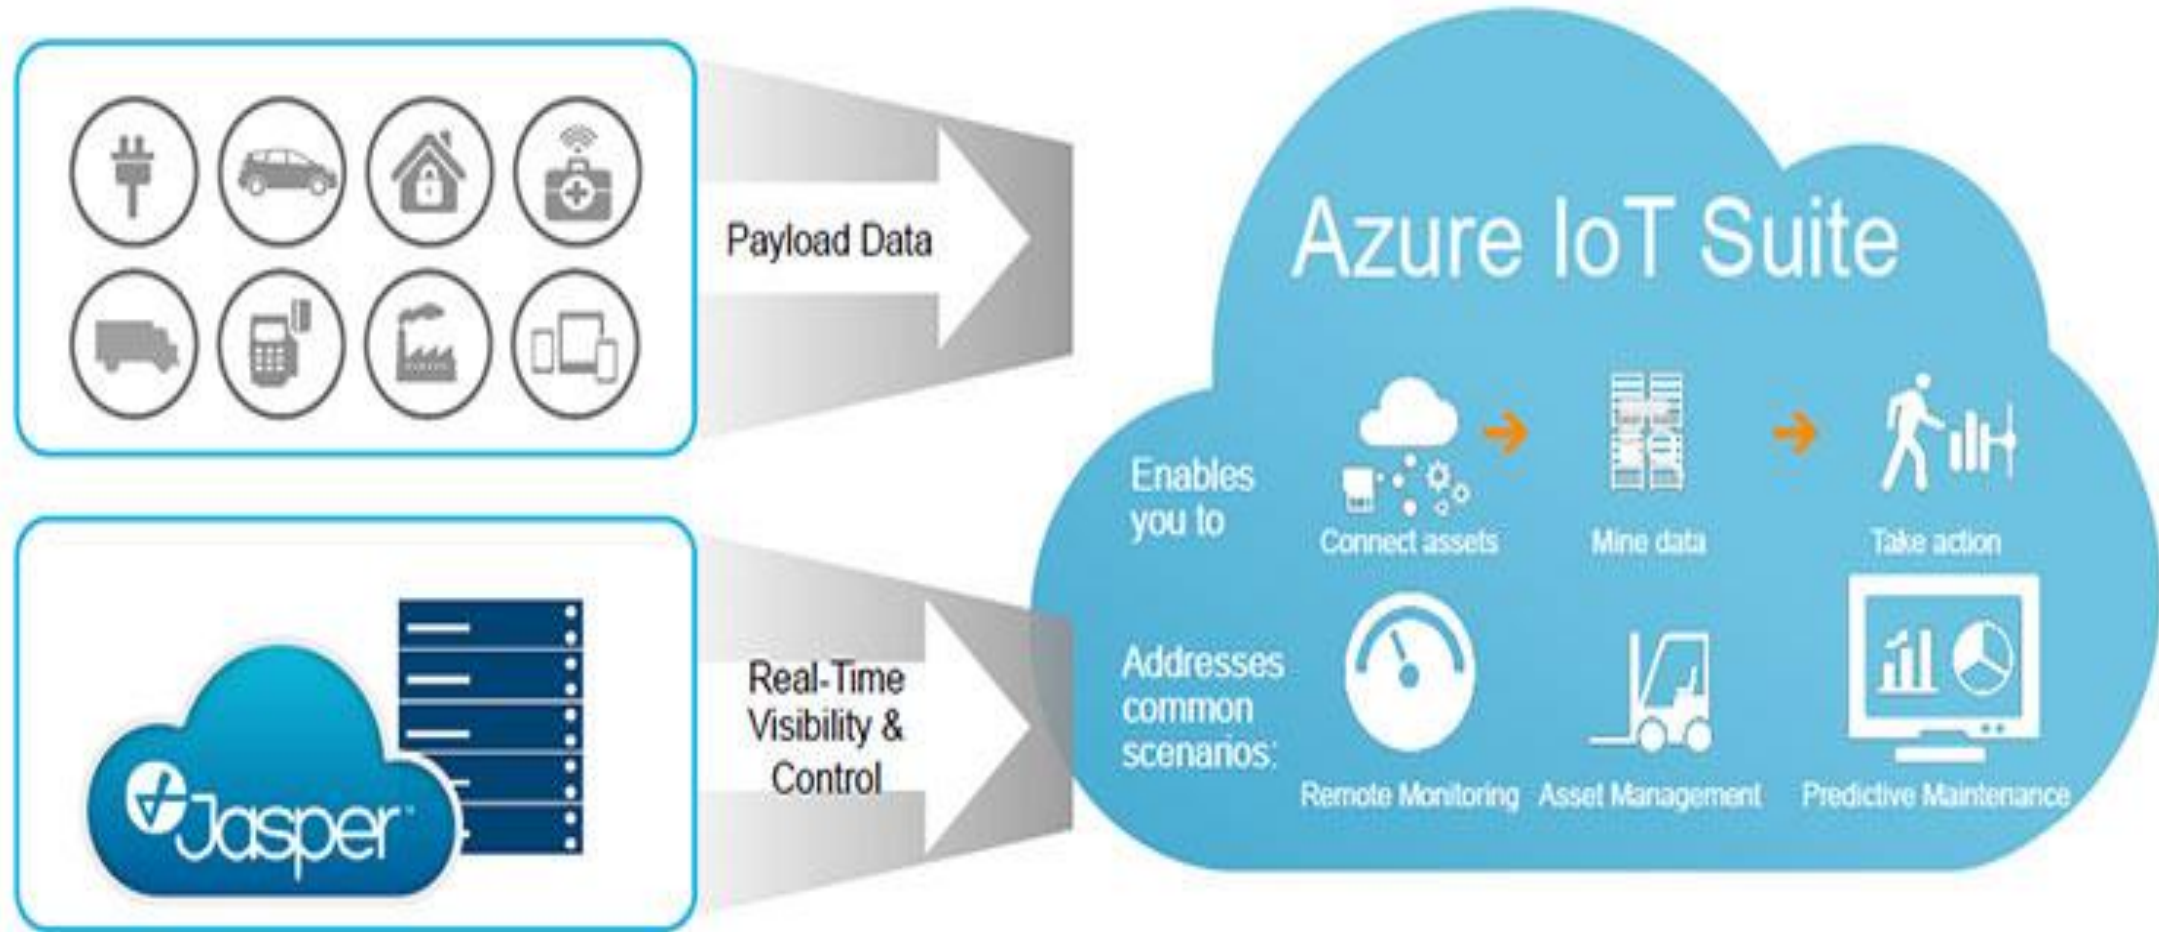 Payload Data
Jasper
Real-Time
Visibility &
Control
Azure IoT Suite
Enables
you to
Connect assets
Mine data
Take action
Addresses
common
scenarios:
Remote Monitoring
Asset Management
Predictive Maintenance